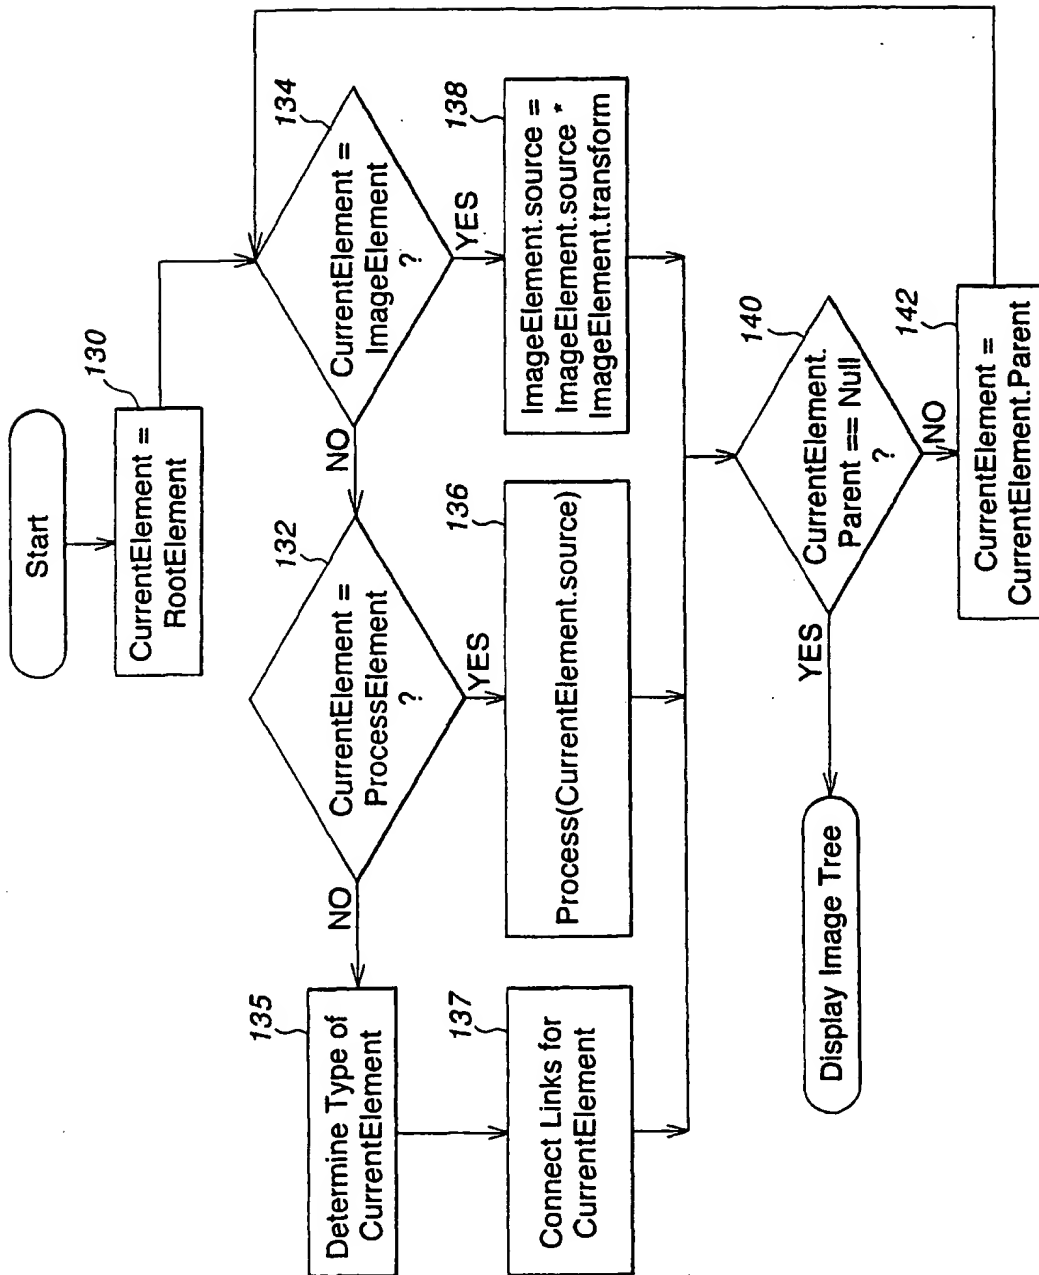 Start
130
CurrentElement =
RootElement
134
CurrentElement =
ImageElement
?
NO
YES
132
CurrentElement =
ProcessElement
?
NO
YES
135
Determine Type of
CurrentElement
138
ImageElement.source =
ImageElement.source *
ImageElement.transform
136
Process(CurrentElement.source)
137
Connect Links for
CurrentElement
140
CurrentElement.
Parent == Null
?
YES
NO
142
CurrentElement =
CurrentElement.Parent
Display Image Tree